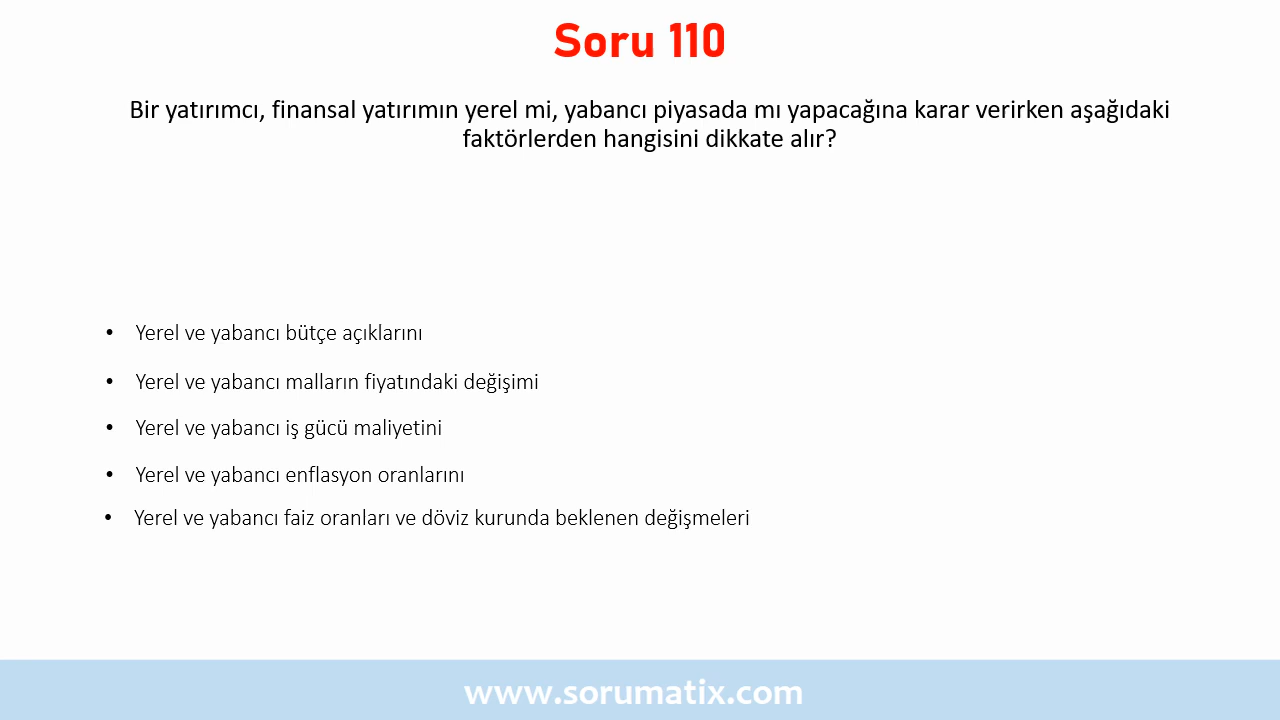 Soru 110
Bir yatırımcı, finansal yatırımın yerel mi, yabancı piyasada mı yapacağına karar verirken aşağıdaki
faktörlerden hangisini dikkate alır?
• Yerel ve yabancı bütçe açıklarını
• Yerel ve yabancı malların fiyatındaki değişimi
• Yerel ve yabancı iş gücü maliyetini
• Yerel ve yabancı enflasyon oranlarını
• Yerel ve yabancı faiz oranları ve döviz kurunda beklenen değişmeleri
www.sorumatix.com